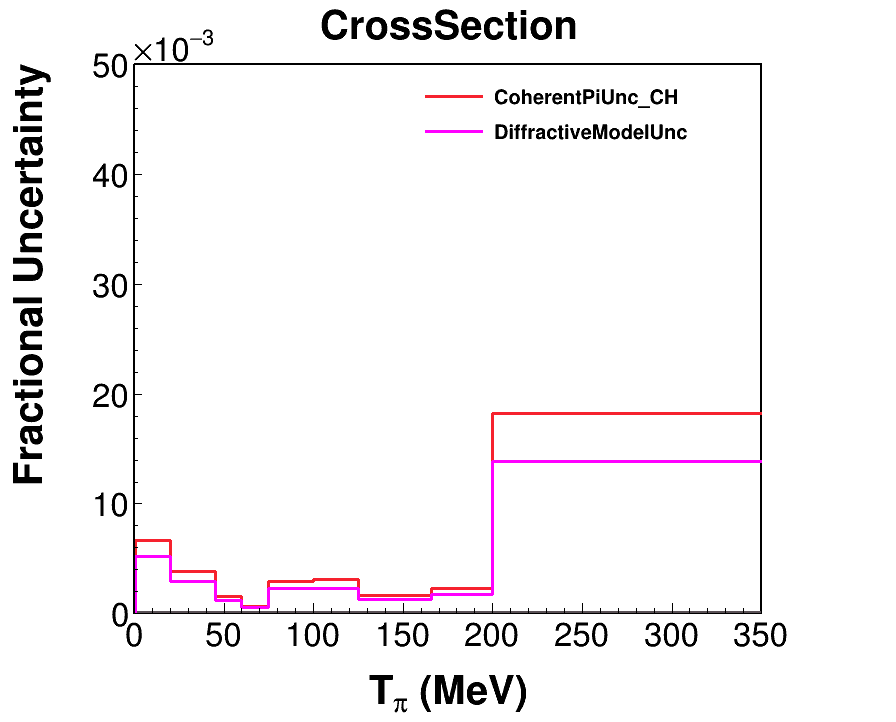 CrossSection
×10−3
Fractional Uncertainty
50
40
30
20
10
0
CoherentPiUnc_CH
DiffractiveModelUnc
0 50 100 150 200 250 300 350
Tπ (MeV)